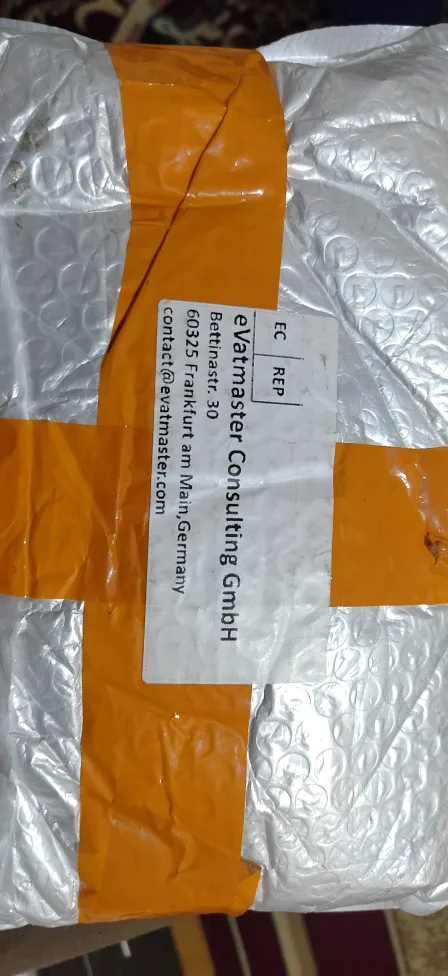 EC REP
eVatmaster Consulting GmbH
Bettinastr. 30
60325 Frankfurt am Main,Germany
contact@evatmaster.com